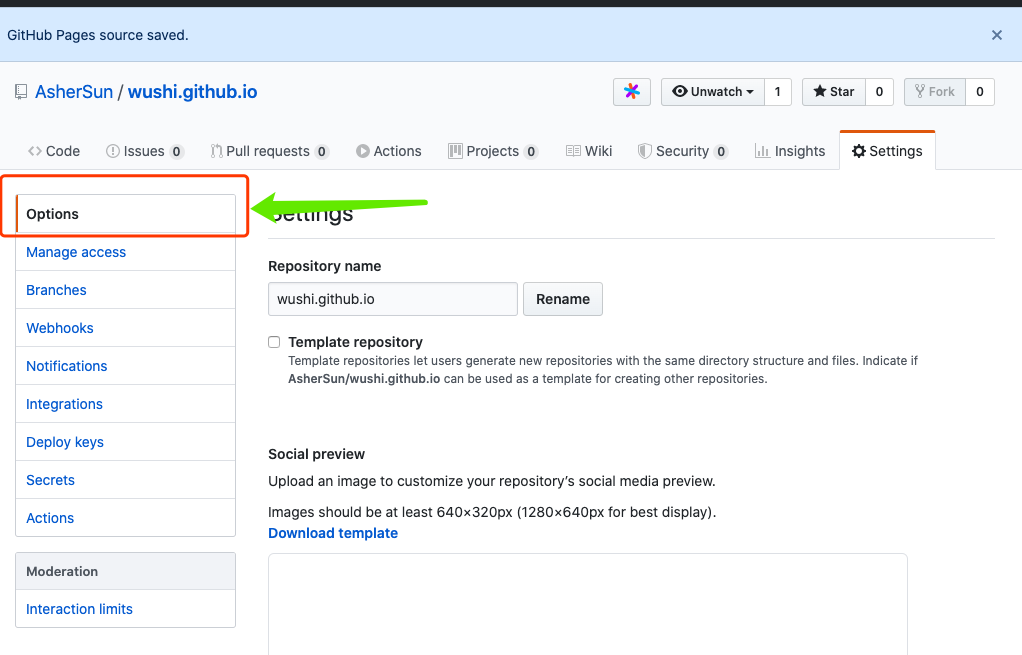 GitHub Pages source saved.
AsherSun / wushi.github.io
Unwatch 1
Star 0
Fork 0
Code
Issues 0
Pull requests 0
Actions
Projects 0
Wiki
Security 0
Insights
Settings
Options
Manage access
Branches
Webhooks
Notifications
Integrations
Deploy keys
Secrets
Actions
Moderation
Interaction limits
Settings
Repository name
wushi.github.io
Rename
Template repository
Template repositories let users generate new repositories with the same directory structure and files. Indicate if
AsherSun/wushi.github.io can be used as a template for creating other repositories.
Social preview
Upload an image to customize your repository’s social media preview.
Images should be at least 640×320px (1280×640px for best display).
Download template